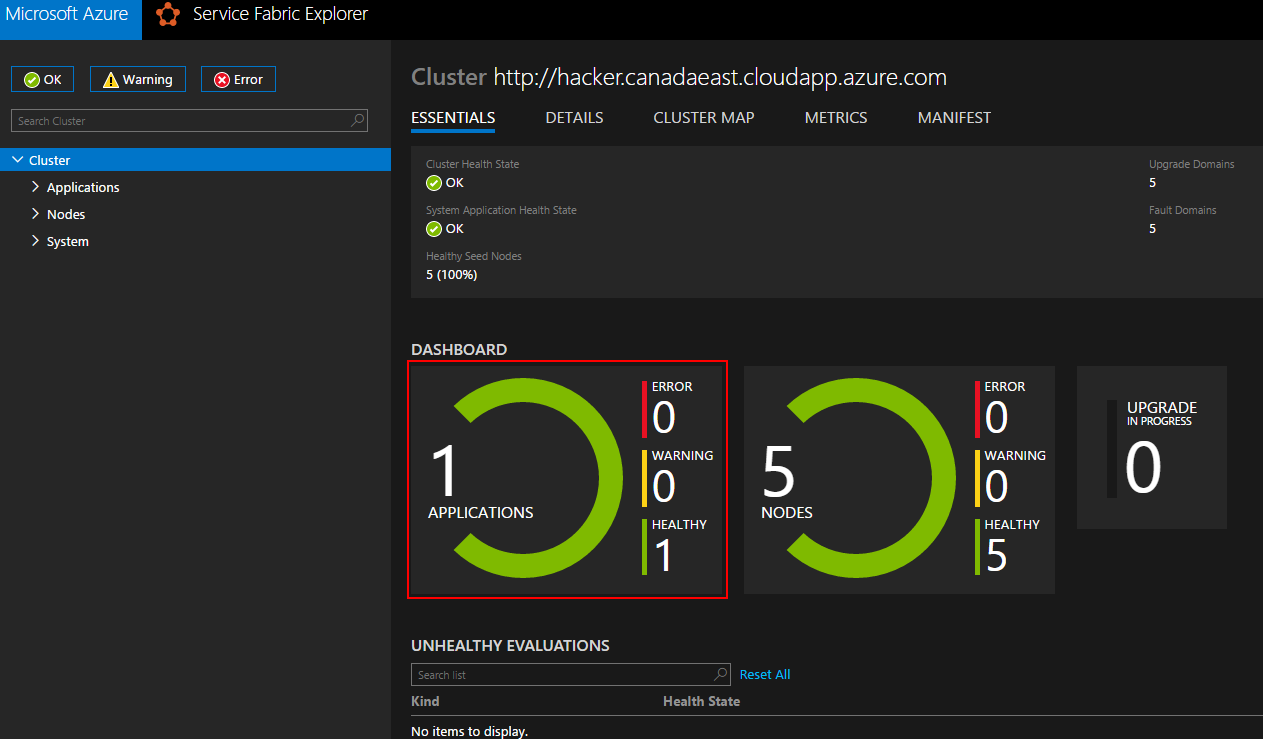 Microsoft Azure
Service Fabric Explorer
OK
Warning
Error
Search Cluster
Cluster
Applications
Nodes
System
Cluster http://hacker.canadaeast.cloudapp.azure.com
ESSENTIALS
DETAILS
CLUSTER MAP
METRICS
MANIFEST
Cluster Health State
OK
System Application Health State
OK
Healthy Seed Nodes
5 (100%)
Upgrade Domains
5
Fault Domains
5
DASHBOARD
1
APPLICATIONS
ERROR
0
WARNING
0
HEALTHY
1
5
NODES
ERROR
0
WARNING
0
HEALTHY
5
UPGRADE
IN PROGRESS
0
UNHEALTHY EVALUATIONS
Search list
Reset All
Kind
Health State
No items to display.